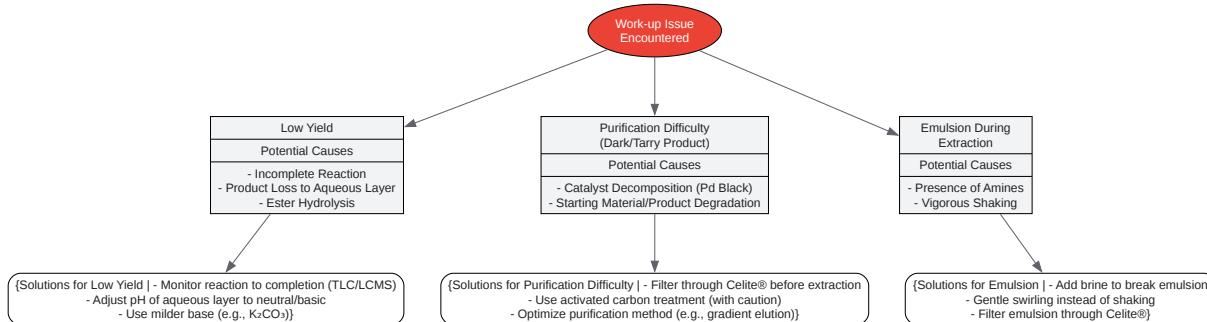 Work-up Issue
Encountered
Low Yield
Potential Causes
- Incomplete Reaction
- Product Loss to Aqueous Layer
- Ester Hydrolysis
Purification Difficulty
(Dark/Tarry Product)
Potential Causes
- Catalyst Decomposition (Pd Black)
- Starting Material/Product Degradation
Emulsion During
Extraction
Potential Causes
- Presence of Amines
- Vigorous Shaking
{Solutions for Low Yield | - Monitor reaction to completion (TLC/LCMS)
- Adjust pH of aqueous layer to neutral/basic
- Use milder base (e.g., K₂CO₃)}
{Solutions for Purification Difficulty | - Filter through Celite® before extraction
- Use activated carbon treatment (with caution)
- Optimize purification method (e.g., gradient elution)}
{Solutions for Emulsion | - Add brine to break emulsion
- Gentle swirling instead of shaking
- Filter emulsion through Celite®}